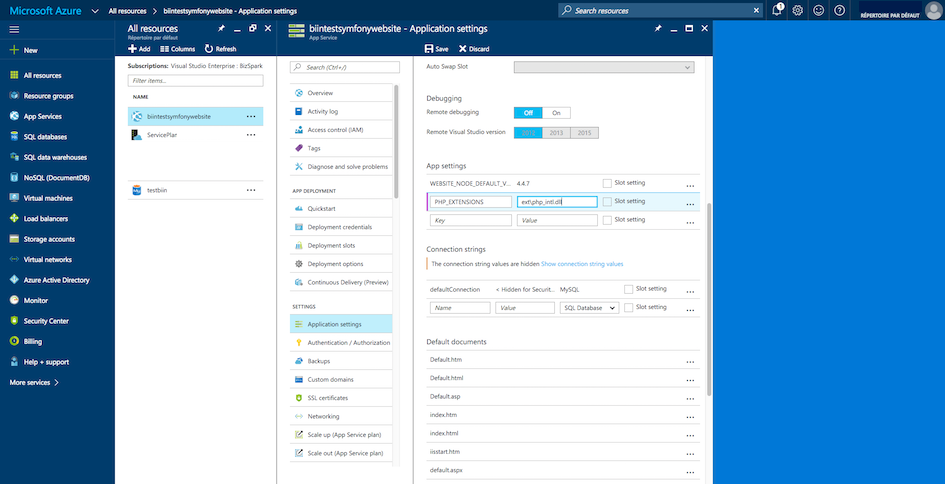 Microsoft Azure
All resources > biintestsymfonywebsite - Application settings
Search resources
1
RÉPERTOIRE PAR DÉFAUT
New
All resources
Resource groups
App Services
SQL databases
SQL data warehouses
NoSQL (DocumentDB)
Virtual machines
Load balancers
Storage accounts
Virtual networks
Azure Active Directory
Monitor
Security Center
Billing
Help + support
More services
All resources
Répertoire par défaut
Add Columns Refresh
Subscriptions: Visual Studio Enterprise : BizSpark
Filter items...
NAME
biintestsymfonywebsite ...
ServicePlan ...
testbiin ...
biintestsymfonywebsite - Application settings
App Service
Search (Ctrl+/)
Overview
Activity log
Access control (IAM)
Tags
Diagnose and solve problems
APP DEPLOYMENT
Quickstart
Deployment credentials
Deployment slots
Deployment options
Continuous Delivery (Preview)
SETTINGS
Application settings
Authentication / Authorization
Backups
Custom domains
SSL certificates
Networking
Scale up (App Service plan)
Scale out (App Service plan)
Save Discard
Auto Swap Slot
Debugging
Remote debugging Off On
Remote Visual Studio version 2012 2013 2015
App settings
WEBSITE_NODE_DEFAULT_V... 4.4.7 Slot setting ...
PHP_EXTENSIONS ext\php_intl.dll Slot setting ...
Key Value Slot setting ...
Connection strings
The connection string values are hidden Show connection string values
defaultConnection < Hidden for Securit... MySQL Slot setting ...
Name Value SQL Database Slot setting ...
Default documents
Default.htm ...
Default.html ...
Default.asp ...
index.htm ...
index.html ...
iisstart.htm ...
default.aspx ...